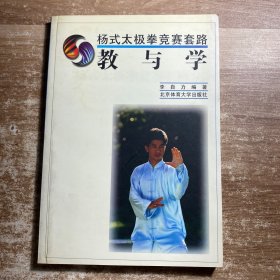 杨式太极拳竞赛套路
教与学
李自力编著
北京体育大学出版社